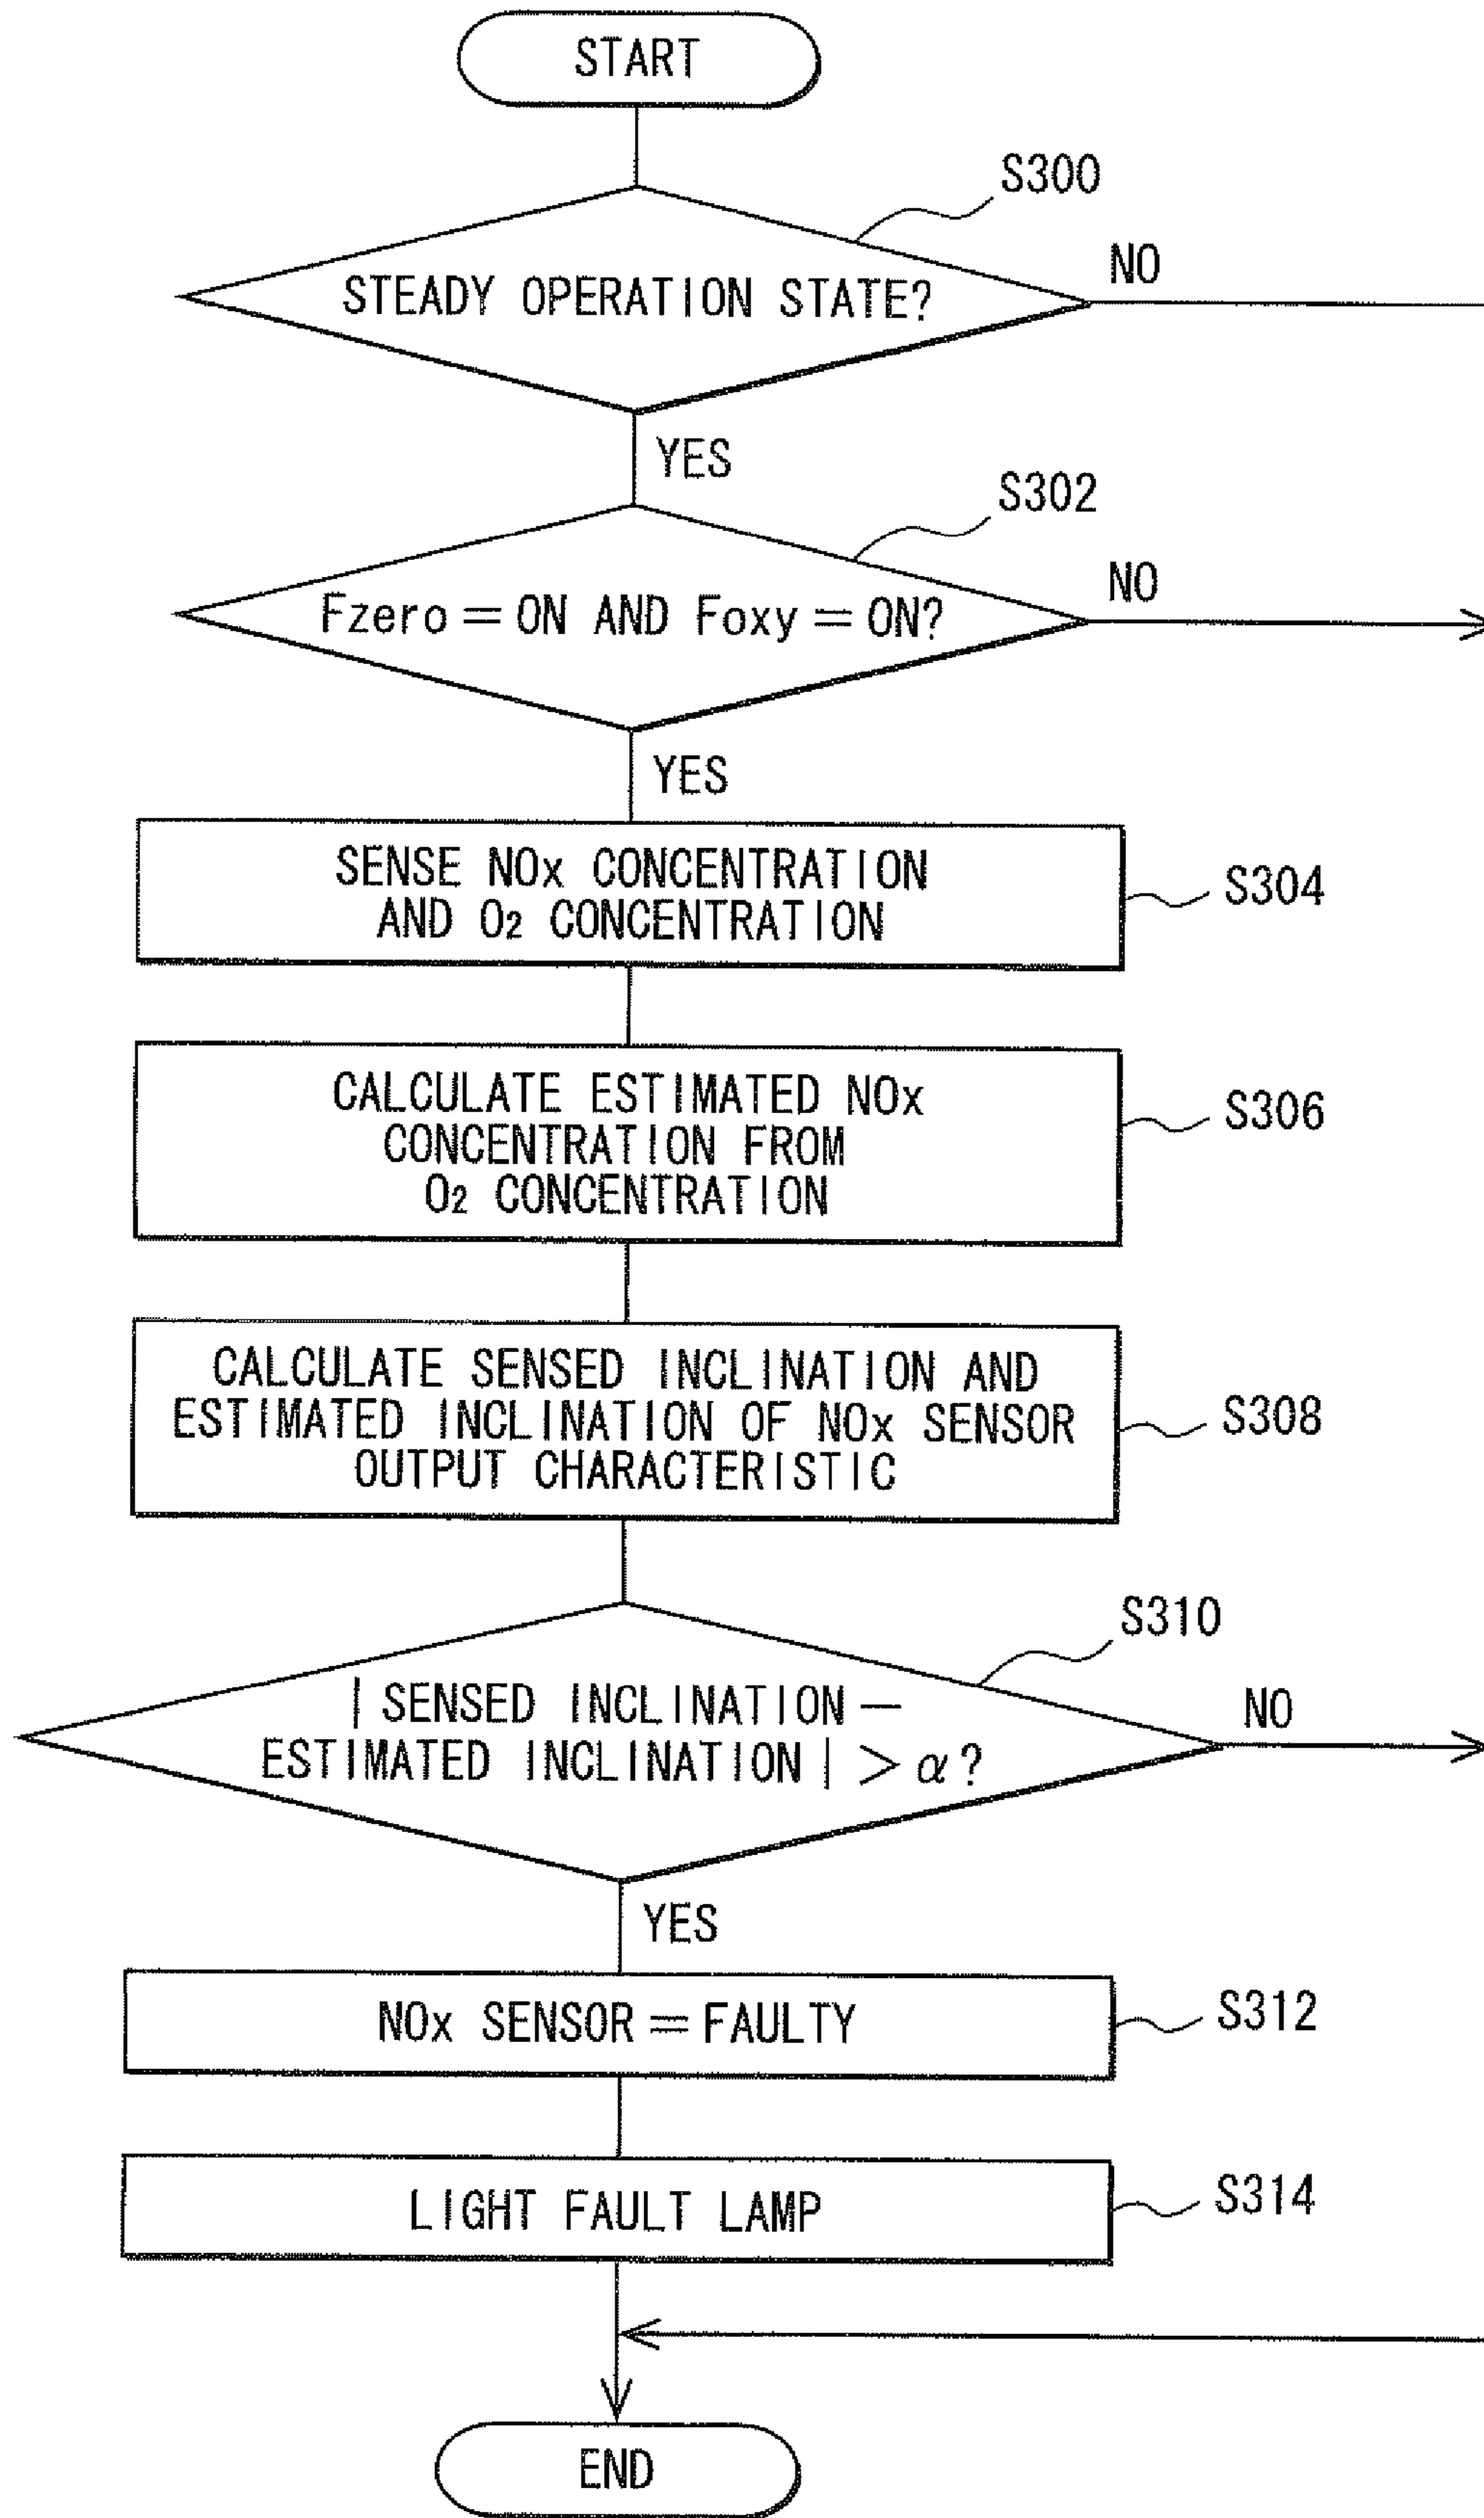 START
S300
STEADY OPERATION STATE?
NO
YES
S302
Fzero = ON AND Foxy = ON?
NO
YES
SENSE NOx CONCENTRATION
AND O2 CONCENTRATION
S304
CALCULATE ESTIMATED NOx
CONCENTRATION FROM
O2 CONCENTRATION
S306
CALCULATE SENSED INCLINATION AND
ESTIMATED INCLINATION OF NOx SENSOR
OUTPUT CHARACTERISTIC
S308
S310
| SENSED INCLINATION −
ESTIMATED INCLINATION | > α?
NO
YES
NOx SENSOR = FAULTY
S312
LIGHT FAULT LAMP
S314
END